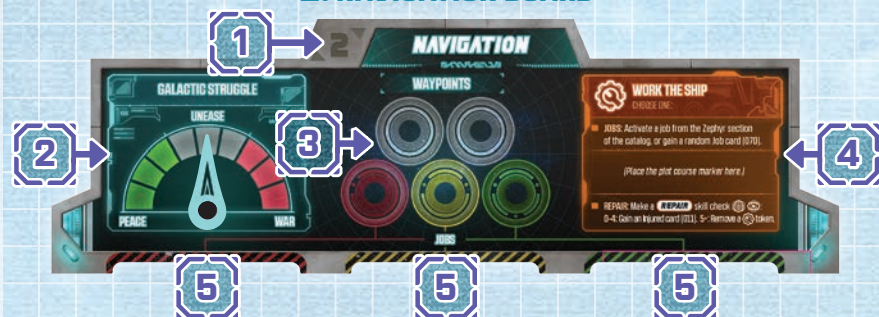 1
2
NAVIGATION
GALACTIC STRUGGLE
UNEASE
PEACE
WAR
2
3
WAYPOINTS
JOBS
WORK THE SHIP
CHOOSE ONE:
JOBS: Activate a job from the Zephyr section
of the catalog, or gain a random Job card (070).
(Place the plot course marker here.)
REPAIR: Make a REPAIR skill check :
0-4: Gain an Injured card (011). 5+: Remove a token.
4
5
5
5